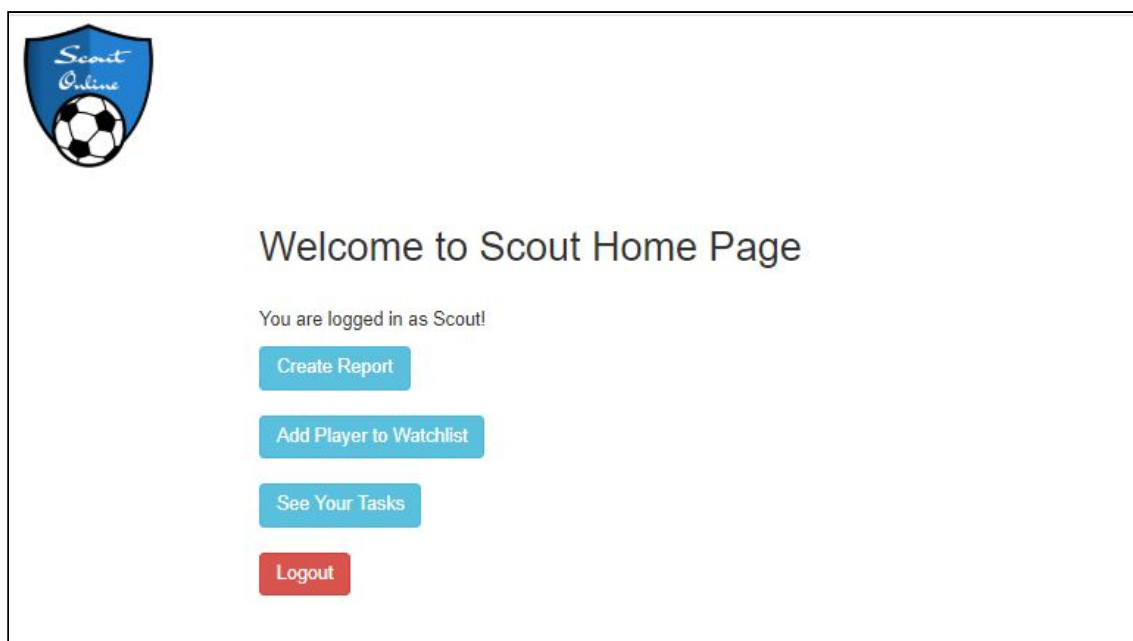 Scout
Online
Welcome to Scout Home Page
You are logged in as Scout!
Create Report
Add Player to Watchlist
See Your Tasks
Logout